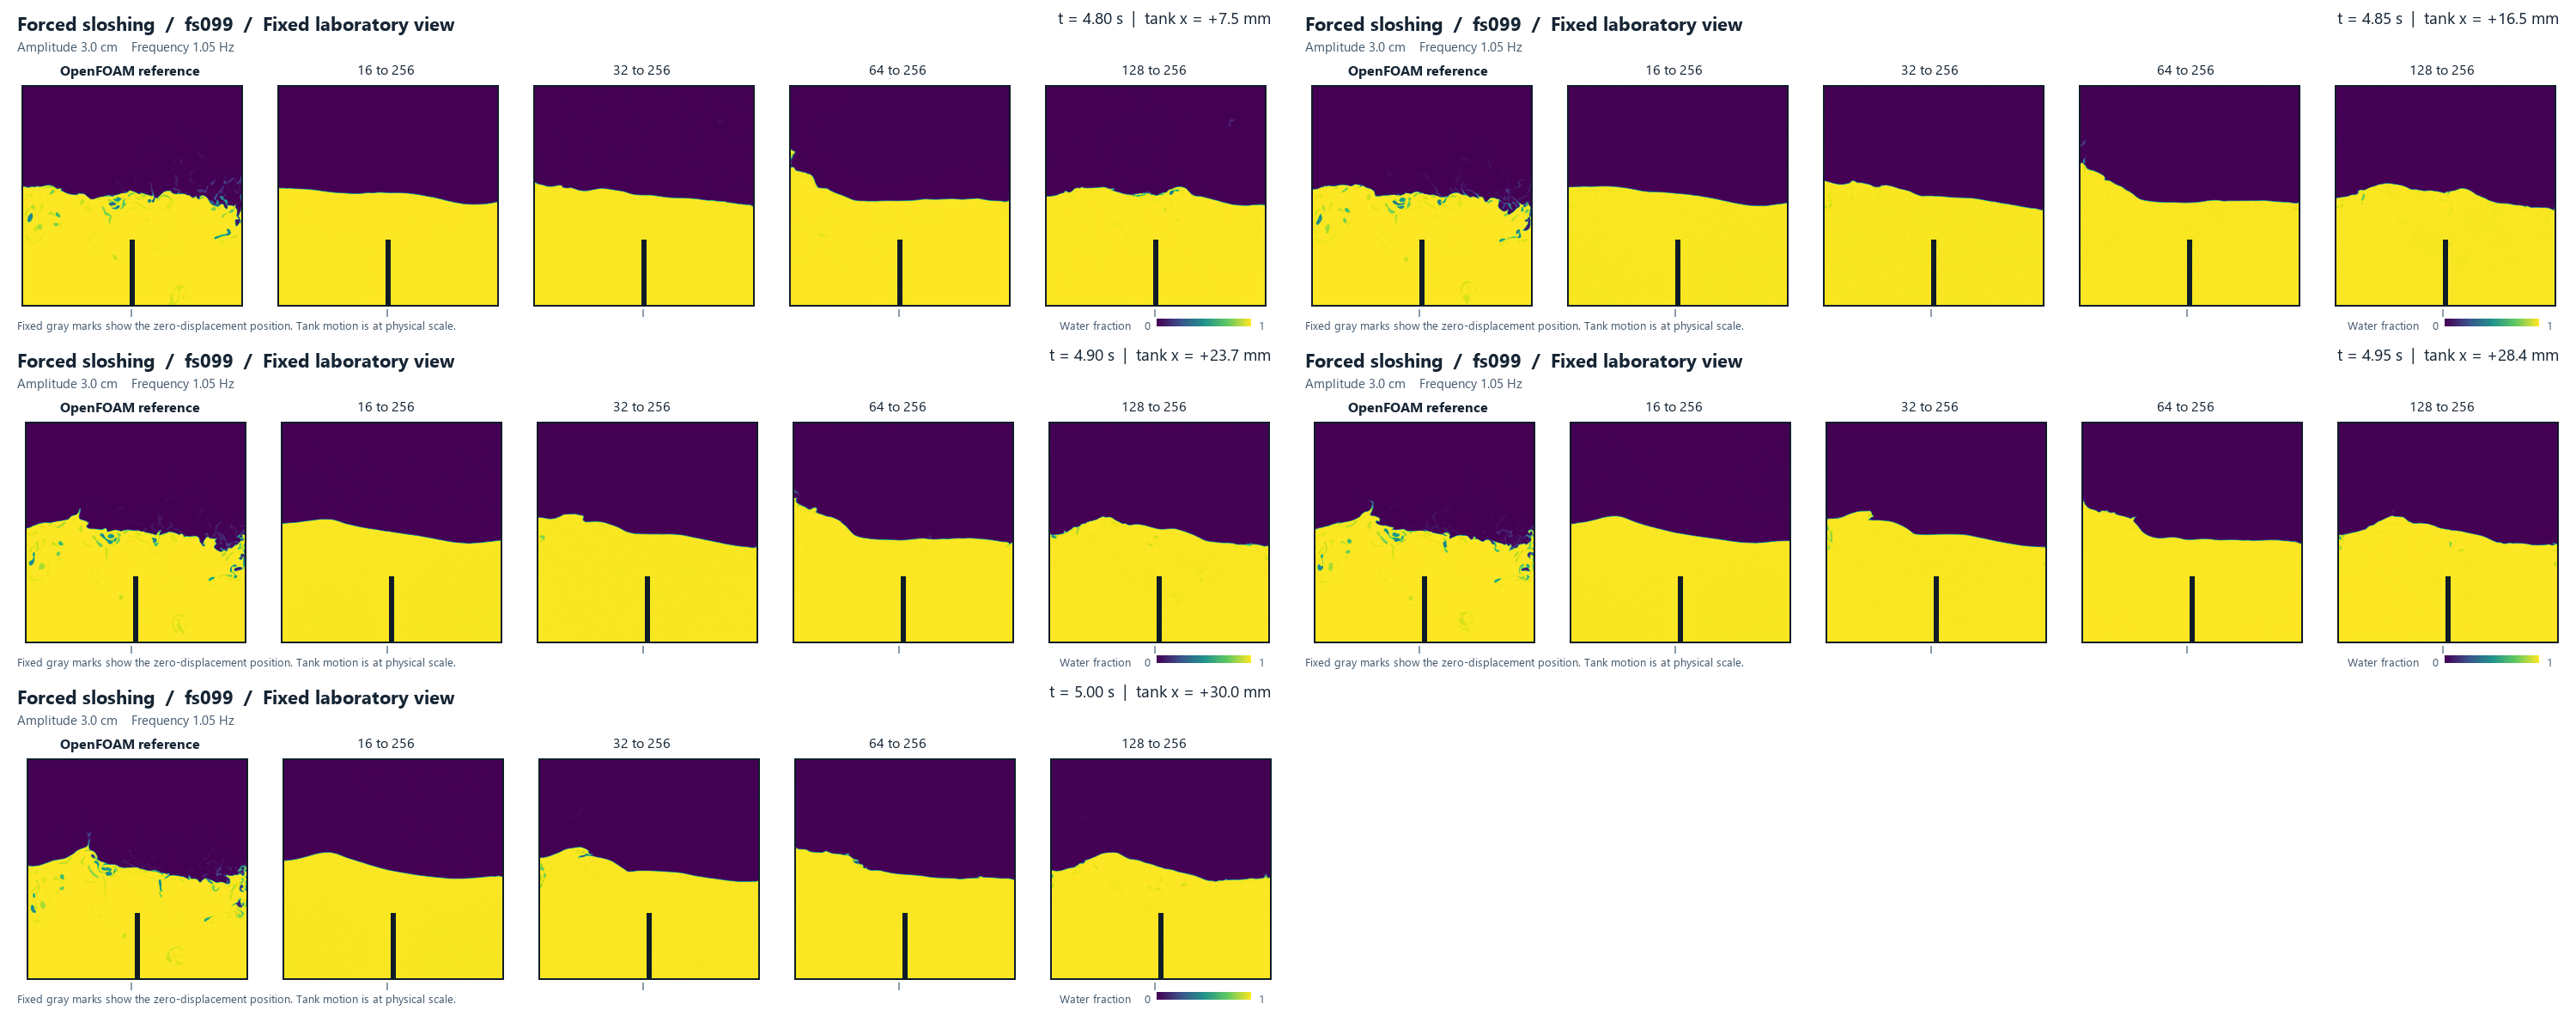 Forced sloshing / fs099 / Fixed laboratory view
t = 4.80 s | tank x = +7.5 mm
Amplitude 3.0 cm Frequency 1.05 Hz
OpenFOAM reference
16 to 256
32 to 256
64 to 256
128 to 256
Fixed gray marks show the zero-displacement position. Tank motion is at physical scale.
Water fraction 0 1
Forced sloshing / fs099 / Fixed laboratory view
t = 4.85 s | tank x = +16.5 mm
Amplitude 3.0 cm Frequency 1.05 Hz
OpenFOAM reference
16 to 256
32 to 256
64 to 256
128 to 256
Fixed gray marks show the zero-displacement position. Tank motion is at physical scale.
Water fraction 0 1
Forced sloshing / fs099 / Fixed laboratory view
t = 4.90 s | tank x = +23.7 mm
Amplitude 3.0 cm Frequency 1.05 Hz
OpenFOAM reference
16 to 256
32 to 256
64 to 256
128 to 256
Fixed gray marks show the zero-displacement position. Tank motion is at physical scale.
Water fraction 0 1
Forced sloshing / fs099 / Fixed laboratory view
t = 4.95 s | tank x = +28.4 mm
Amplitude 3.0 cm Frequency 1.05 Hz
OpenFOAM reference
16 to 256
32 to 256
64 to 256
128 to 256
Fixed gray marks show the zero-displacement position. Tank motion is at physical scale.
Water fraction 0 1
Forced sloshing / fs099 / Fixed laboratory view
t = 5.00 s | tank x = +30.0 mm
Amplitude 3.0 cm Frequency 1.05 Hz
OpenFOAM reference
16 to 256
32 to 256
64 to 256
128 to 256
Fixed gray marks show the zero-displacement position. Tank motion is at physical scale.
Water fraction 0 1